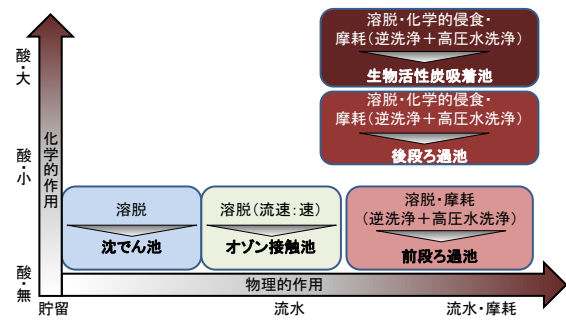 溶脱・化学的侵食・
摩耗(逆洗浄+高圧水洗浄)
生物活性炭吸着池
溶脱・化学的侵食・
摩耗(逆洗浄+高圧水洗浄)
後段ろ過池
溶脱
沈でん池
溶脱(流速:速)
オゾン接触池
溶脱・摩耗
(逆洗浄+高圧水洗浄)
前段ろ過池
酸・大
酸・小
酸・無
化学的作用
物理的作用
貯留
流水
流水・摩耗